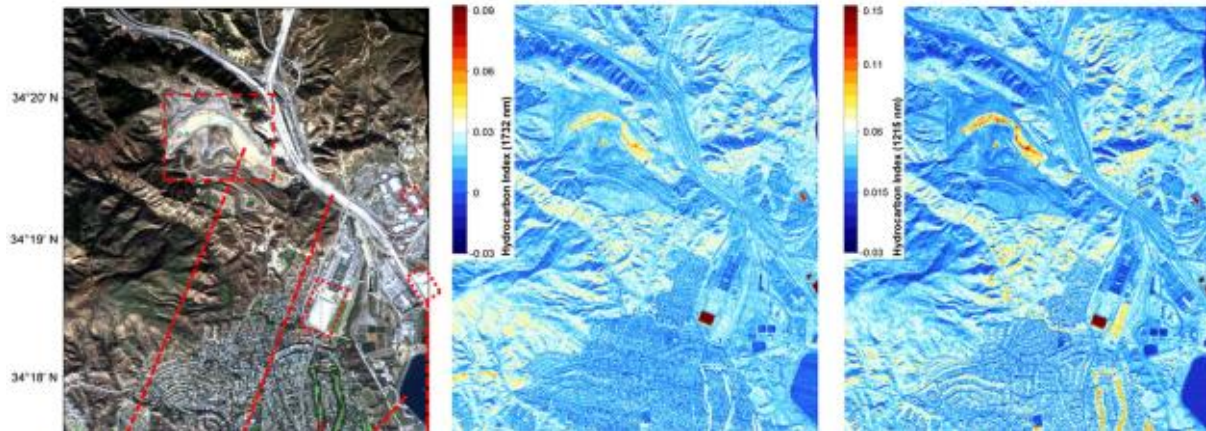 34°20' N
34°19' N
34°18' N
0.09
0.06
0.03
0
-0.03
Hydrocarbon Index (1732 nm)
0.15
0.11
0.06
0.015
-0.03
Hydrocarbon Index (1215 nm)